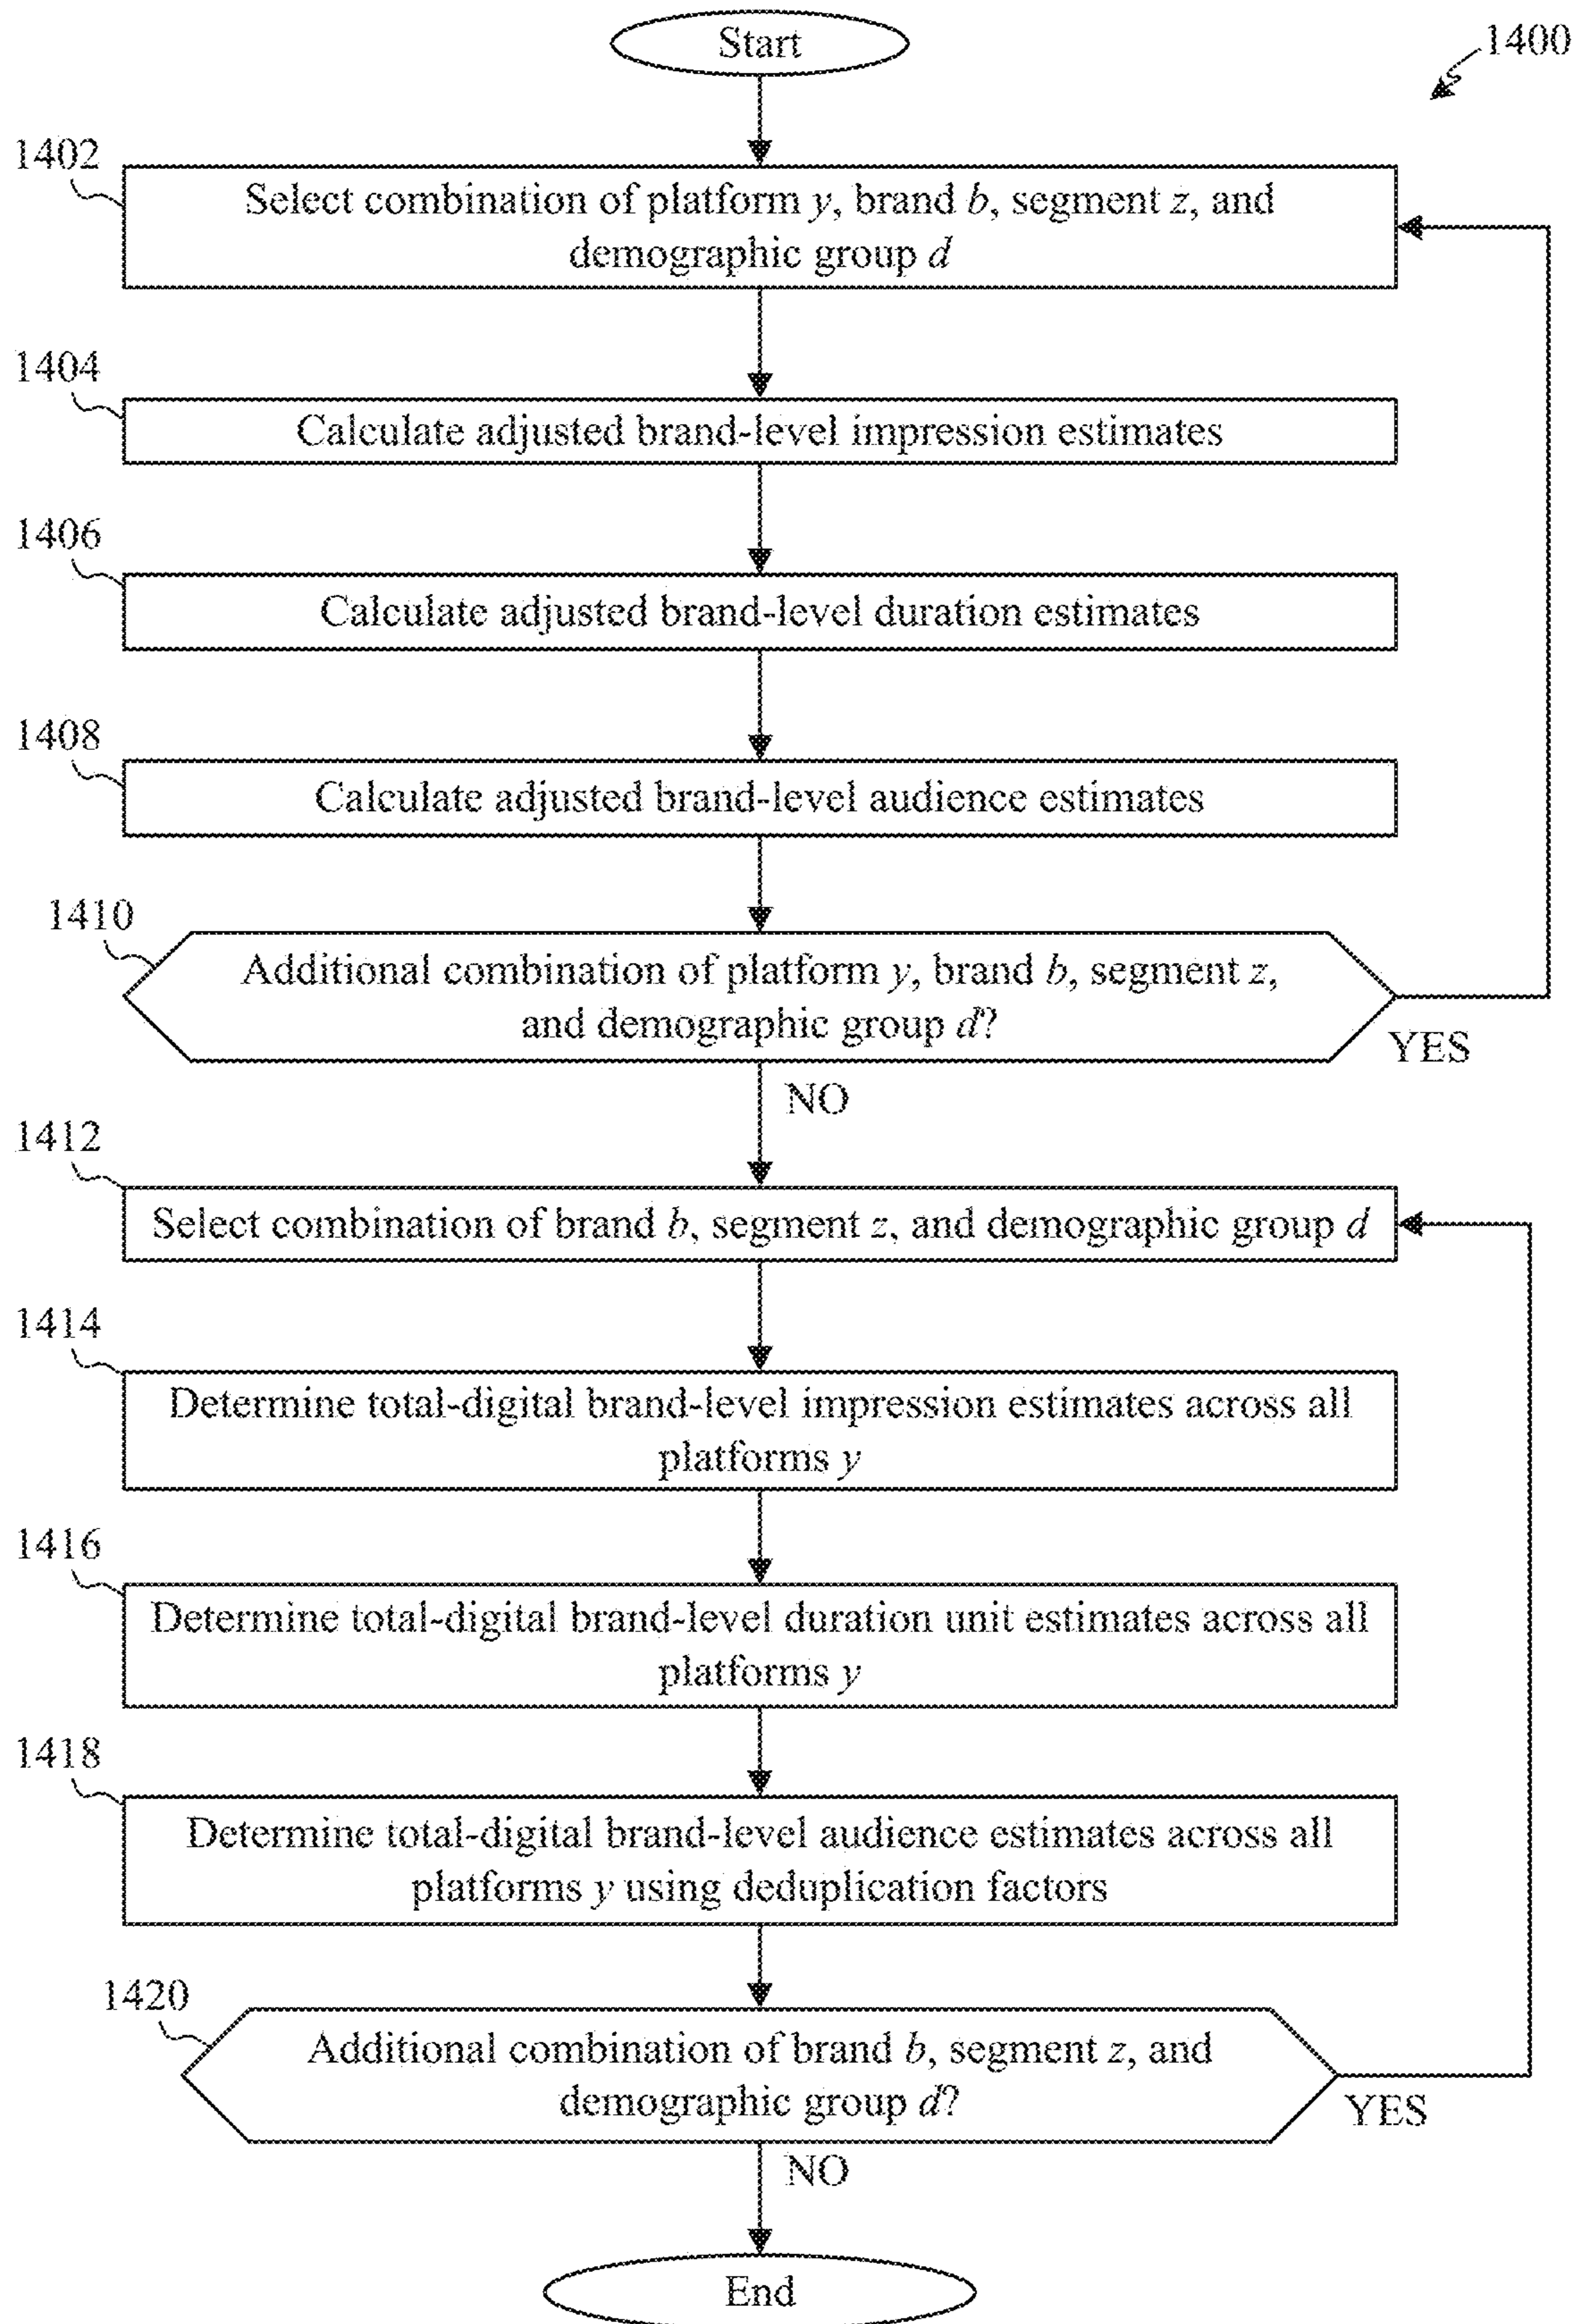 Start
1400
1402
Select combination of platform y, brand b, segment z, and
demographic group d
1404
Calculate adjusted brand-level impression estimates
1406
Calculate adjusted brand-level duration estimates
1408
Calculate adjusted brand-level audience estimates
1410
Additional combination of platform y, brand b, segment z,
and demographic group d?
YES
NO
1412
Select combination of brand b, segment z, and demographic group d
1414
Determine total-digital brand-level impression estimates across all
platforms y
1416
Determine total-digital brand-level duration unit estimates across all
platforms y
1418
Determine total-digital brand-level audience estimates across all
platforms y using deduplication factors
1420
Additional combination of brand b, segment z, and
demographic group d?
YES
NO
End